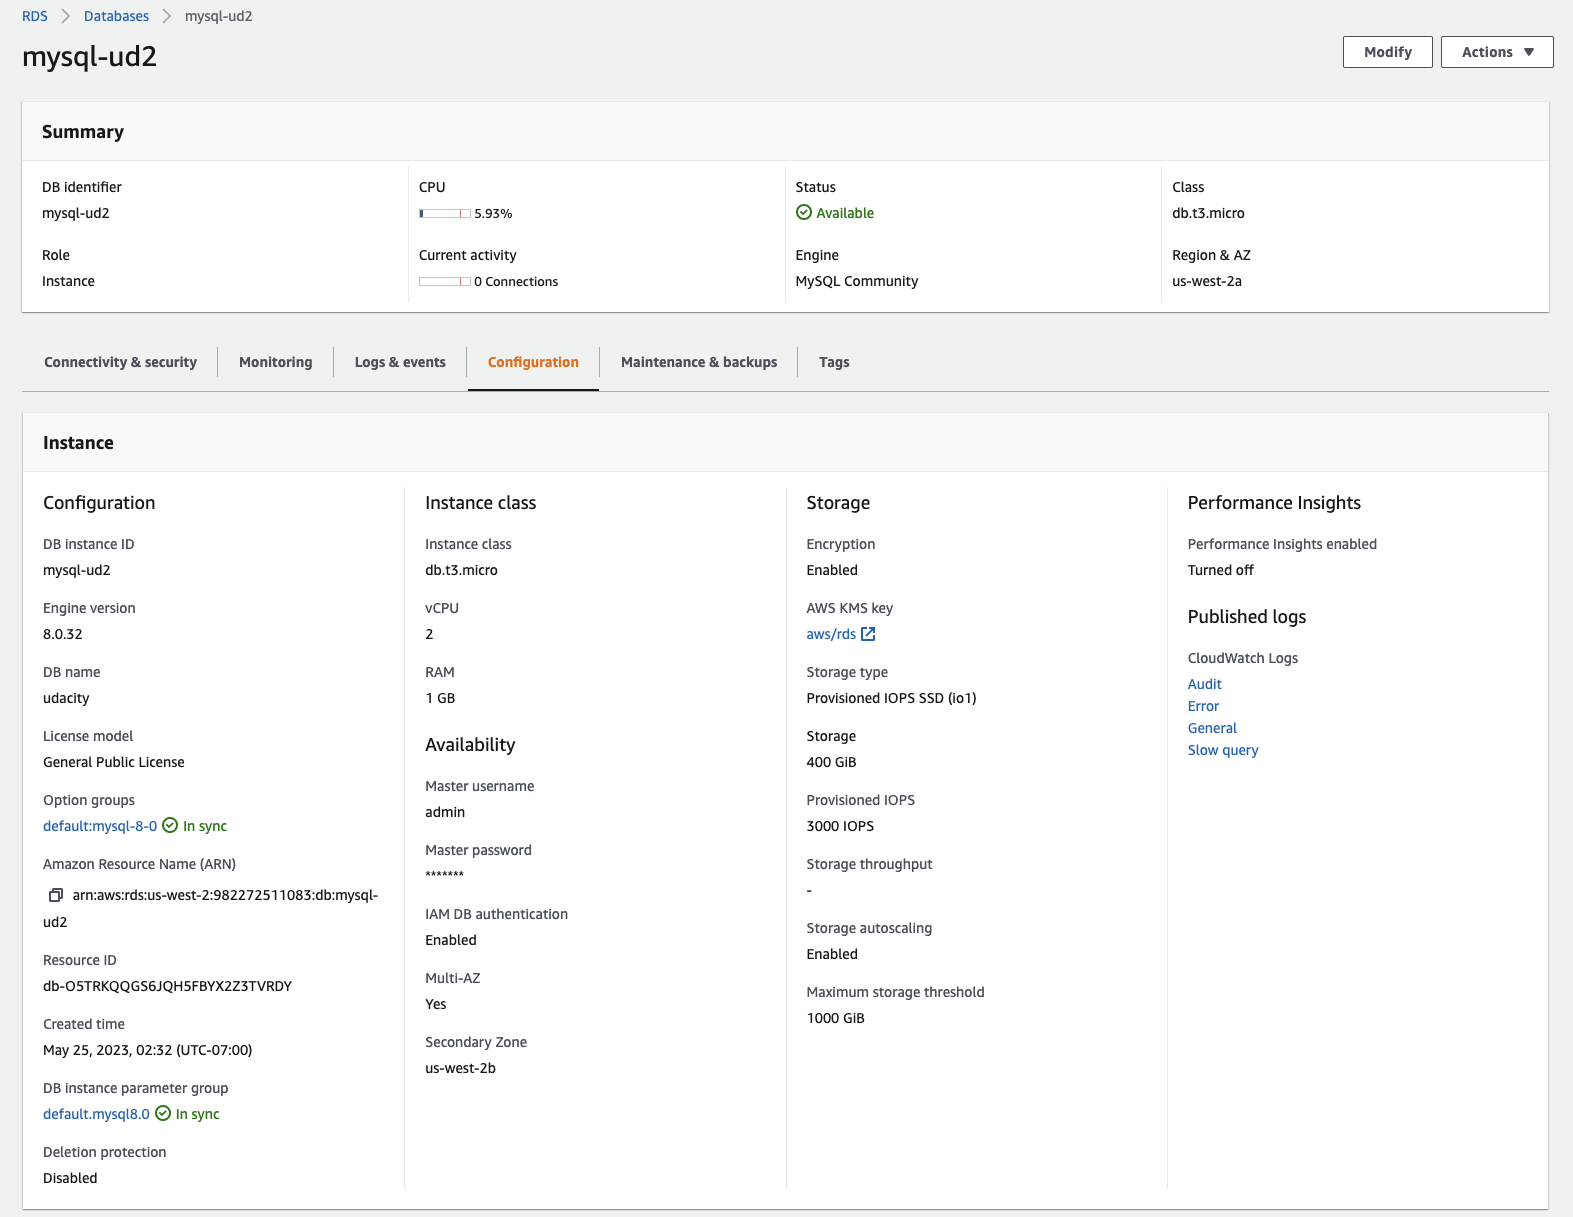 RDS > Databases > mysql-ud2
mysql-ud2
Modify
Actions ▼
Summary
DB identifier
mysql-ud2
Role
Instance
CPU
5.93%
Current activity
0 Connections
Status
Available
Engine
MySQL Community
Class
db.t3.micro
Region & AZ
us-west-2a
Connectivity & security
Monitoring
Logs & events
Configuration
Maintenance & backups
Tags
Instance
Configuration
DB instance ID
mysql-ud2
Engine version
8.0.32
DB name
udacity
License model
General Public License
Option groups
default:mysql-8-0 In sync
Amazon Resource Name (ARN)
arn:aws:rds:us-west-2:982272511083:db:mysql-
ud2
Resource ID
db-O5TRKQQGS6JQH5FBYX2Z3TVRDY
Created time
May 25, 2023, 02:32 (UTC-07:00)
DB instance parameter group
default.mysql8.0 In sync
Deletion protection
Disabled
Instance class
Instance class
db.t3.micro
vCPU
2
RAM
1 GB
Availability
Master username
admin
Master password
*******
IAM DB authentication
Enabled
Multi-AZ
Yes
Secondary Zone
us-west-2b
Storage
Encryption
Enabled
AWS KMS key
aws/rds
Storage type
Provisioned IOPS SSD (io1)
Storage
400 GiB
Provisioned IOPS
3000 IOPS
Storage throughput
-
Storage autoscaling
Enabled
Maximum storage threshold
1000 GiB
Performance Insights
Performance Insights enabled
Turned off
Published logs
CloudWatch Logs
Audit
Error
General
Slow query